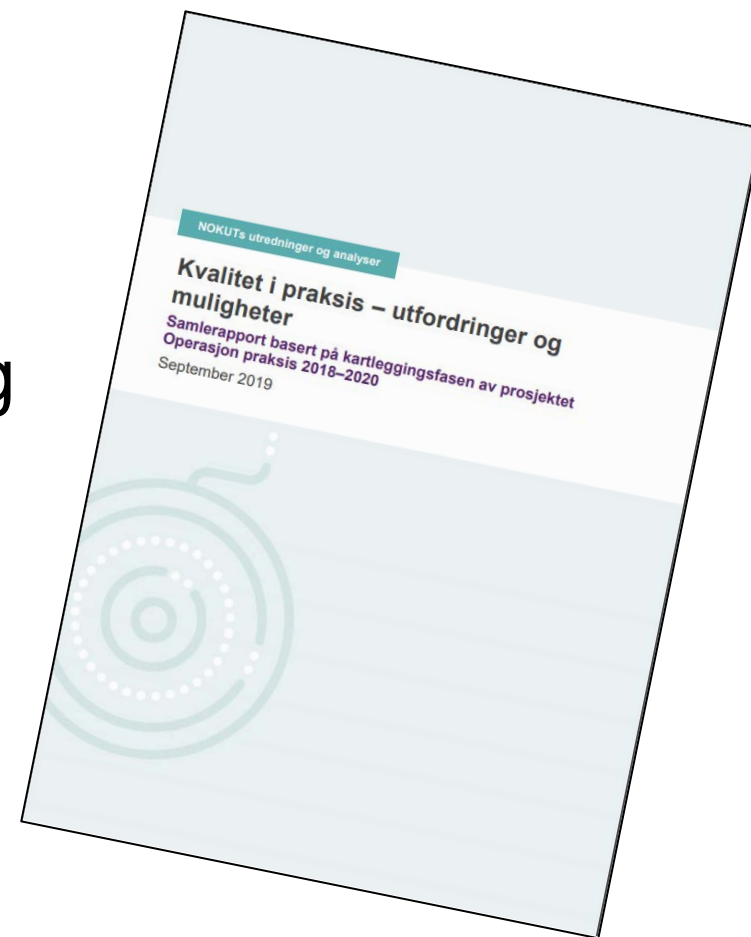 NOKUTs utredninger og analyser
Kvalitet i praksis – utfordringer og
muligheter
Samlerapport basert på kartleggingsfasen av prosjektet
Operasjon praksis 2018–2020
September 2019
g